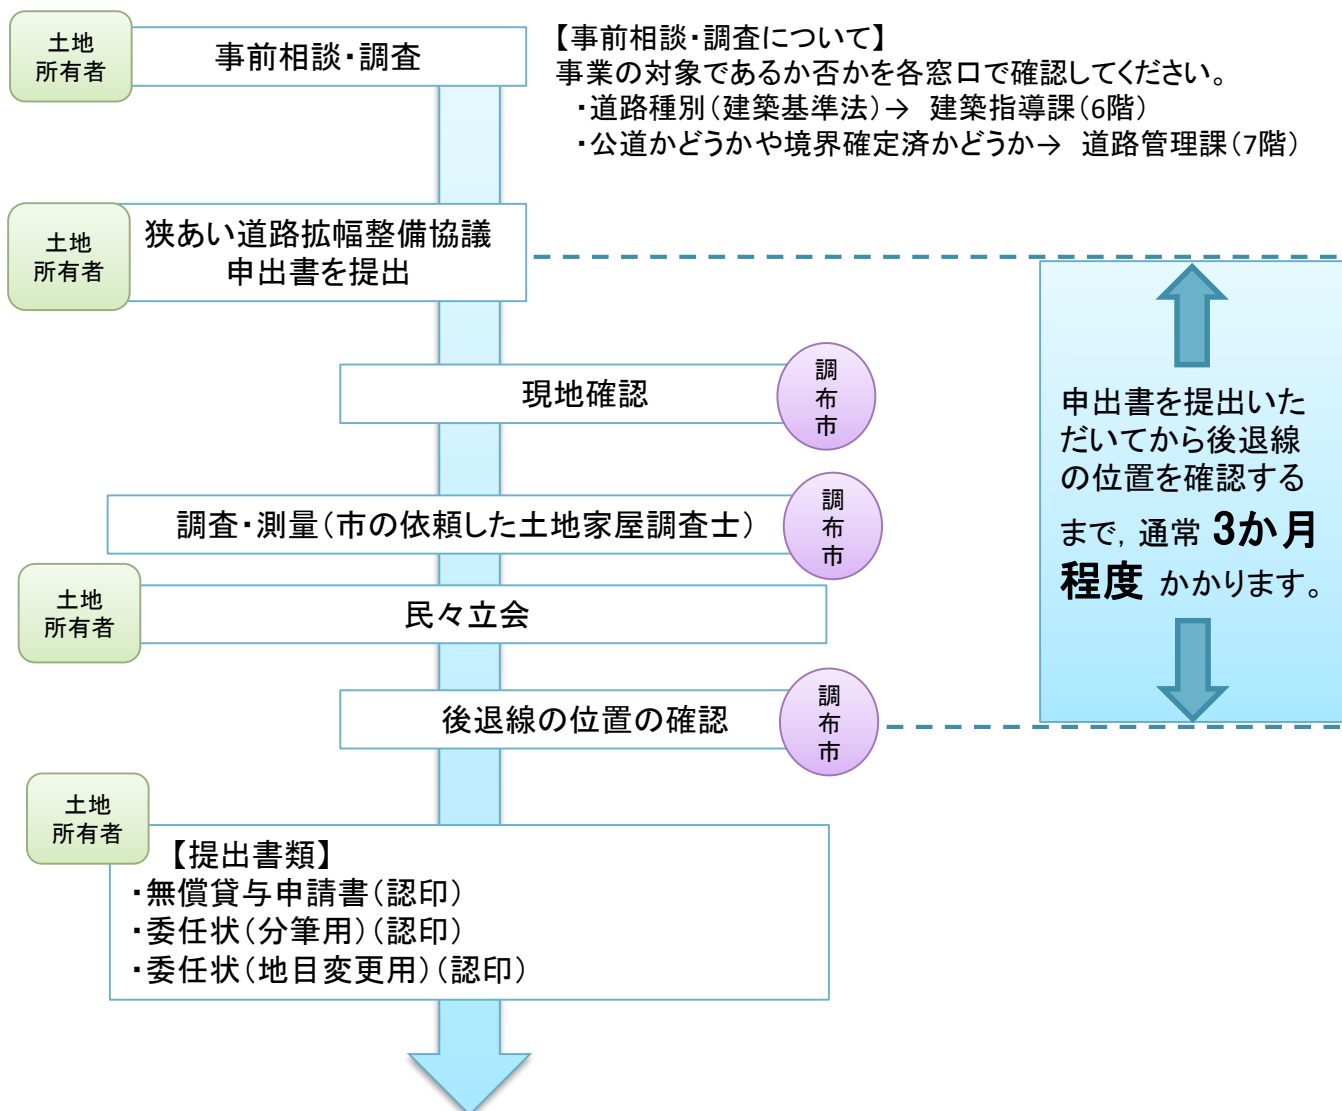 土地
所有者
事前相談・調査
【事前相談・調査について】
事業の対象であるか否かを各窓口で確認してください。
・道路種別（建築基準法）→ 建築指導課（6階）
・公道かどうかや境界確定済かどうか→ 道路管理課（7階）
土地
所有者
狭あい道路拡幅整備協議
申出書を提出
現地確認
調
布
市
申出書を提出いた
だいてから後退線
の位置を確認する
まで，通常 3か月
程度 かかります。
調査・測量（市の依頼した土地家屋調査士）
調
布
市
土地
所有者
民々立会
後退線の位置の確認
調
布
市
土地
所有者
【提出書類】
・無償貸与申請書（認印）
・委任状（分筆用）（認印）
・委任状（地目変更用）（認印）